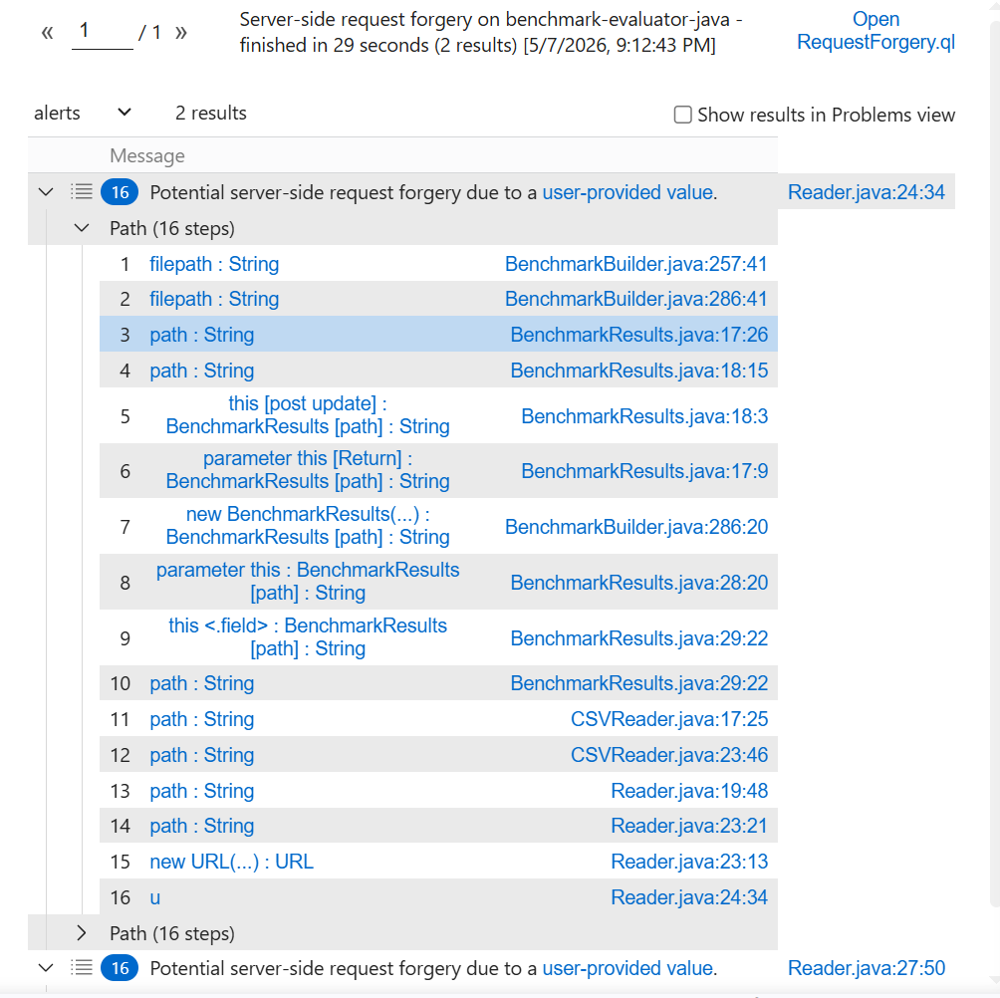 « 1 / 1 »
Server-side request forgery on benchmark-evaluator-java -
finished in 29 seconds (2 results) [5/7/2026, 9:12:43 PM]
Open
RequestForgery.ql
alerts
2 results
Show results in Problems view
Message
16 Potential server-side request forgery due to a user-provided value. Reader.java:24:34
Path (16 steps)
1 filepath : String BenchmarkBuilder.java:257:41
2 filepath : String BenchmarkBuilder.java:286:41
3 path : String BenchmarkResults.java:17:26
4 path : String BenchmarkResults.java:18:15
5 this [post update] :
BenchmarkResults [path] : String BenchmarkResults.java:18:3
6 parameter this [Return] :
BenchmarkResults [path] : String BenchmarkResults.java:17:9
7 new BenchmarkResults(...) :
BenchmarkResults [path] : String BenchmarkBuilder.java:286:20
8 parameter this : BenchmarkResults
[path] : String BenchmarkResults.java:28:20
9 this <.field> : BenchmarkResults
[path] : String BenchmarkResults.java:29:22
10 path : String BenchmarkResults.java:29:22
11 path : String CSVReader.java:17:25
12 path : String CSVReader.java:23:46
13 path : String Reader.java:19:48
14 path : String Reader.java:23:21
15 new URL(...) : URL Reader.java:23:13
16 u Reader.java:24:34
Path (16 steps)
16 Potential server-side request forgery due to a user-provided value. Reader.java:27:50